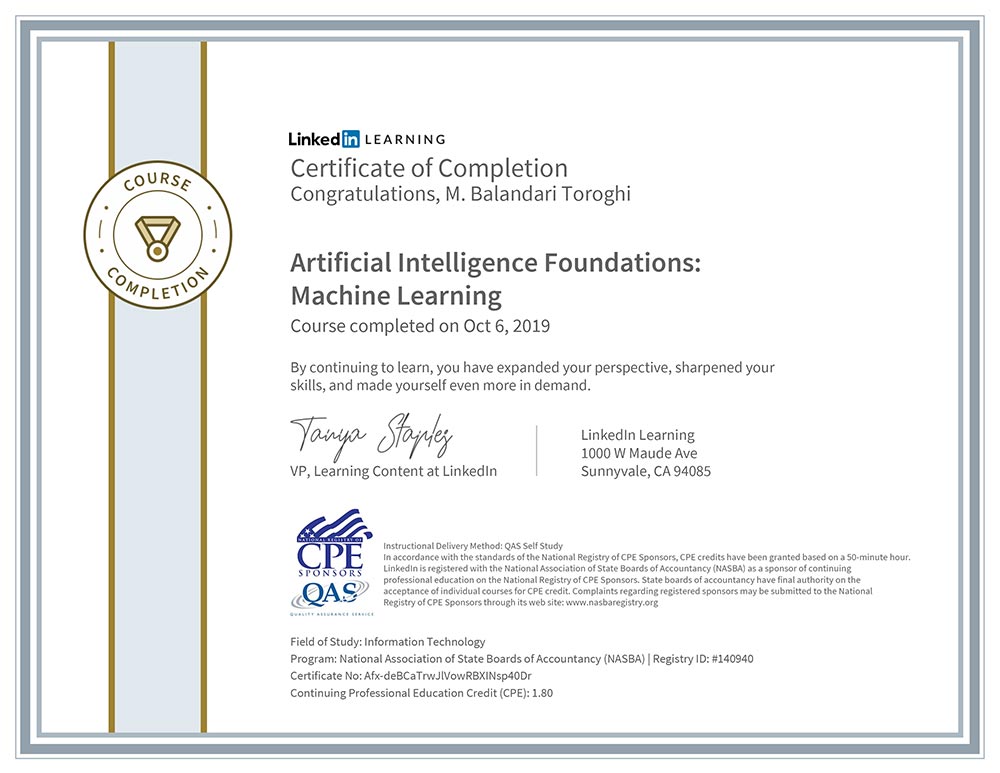 COURSE
COMPLETION
Linked in LEARNING
Certificate of Completion
Congratulations, M. Balandari Toroghi
Artificial Intelligence Foundations:
Machine Learning
Course completed on Oct 6, 2019
By continuing to learn, you have expanded your perspective, sharpened your
skills, and made yourself even more in demand.
Tanya Staples
VP, Learning Content at LinkedIn
LinkedIn Learning
1000 W Maude Ave
Sunnyvale, CA 94085
NATIONAL REGISTRY OF
CPE
SPONSORS
QAS
QUALITY ASSURANCE SERVICE
Instructional Delivery Method: QAS Self Study
In accordance with the standards of the National Registry of CPE Sponsors, CPE credits have been granted based on a 50-minute hour.
LinkedIn is registered with the National Association of State Boards of Accountancy (NASBA) as a sponsor of continuing
professional education on the National Registry of CPE Sponsors. State boards of accountancy have final authority on the
acceptance of individual courses for CPE credit. Complaints regarding registered sponsors may be submitted to the National
Registry of CPE Sponsors through its web site: www.nasbaregistry.org
Field of Study: Information Technology
Program: National Association of State Boards of Accountancy (NASBA) | Registry ID: #140940
Certificate No: Afx-deBCaTrwJlVowRBXINsp40Dr
Continuing Professional Education Credit (CPE): 1.80